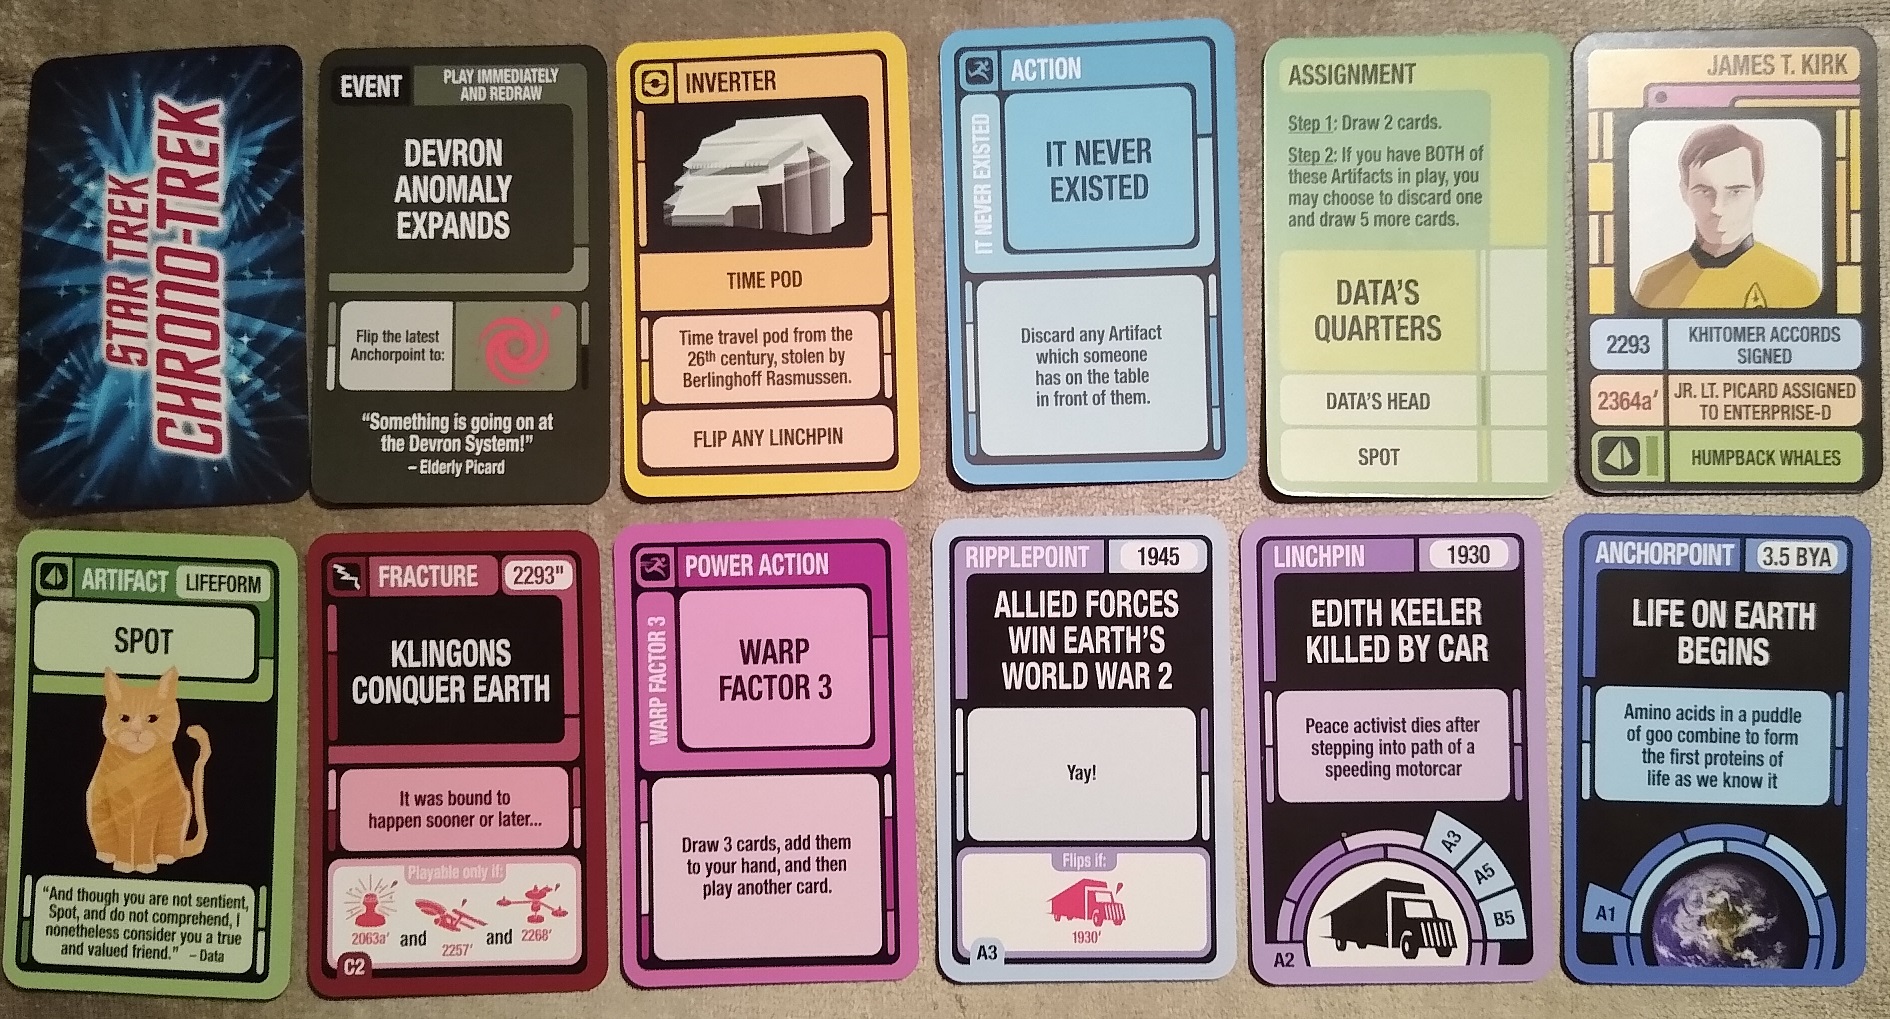 STAR TREK
CHRONO-TREK
EVENT
PLAY IMMEDIATELY
AND REDRAW
DEVRON
ANOMALY
EXPANDS
Flip the latest
Anchorpoint to:
“Something is going on at
the Devron System!”
– Elderly Picard
INVERTER
TIME POD
Time travel pod from the
26th century, stolen by
Berlinghoff Rasmussen.
FLIP ANY LINCHPIN
ACTION
IT NEVER EXISTED
IT NEVER
EXISTED
Discard any Artifact
which someone
has on the table
in front of them.
ASSIGNMENT
Step 1: Draw 2 cards.
Step 2: If you have BOTH of
these Artifacts in play, you
may choose to discard one
and draw 5 more cards.
DATA'S
QUARTERS
DATA'S HEAD
SPOT
JAMES T. KIRK
2293
KHITOMER ACCORDS
SIGNED
2364a'
JR. LT. PICARD ASSIGNED
TO ENTERPRISE-D
HUMPBACK WHALES
ARTIFACT
LIFEFORM
SPOT
“And though you are not sentient,
Spot, and do not comprehend, I
nonetheless consider you a true
and valued friend.” – Data
FRACTURE
2293"
KLINGONS
CONQUER EARTH
It was bound to
happen sooner or later...
Playable only if:
2063a' and 2257' and 2268'
C2
POWER ACTION
WARP FACTOR 3
WARP
FACTOR 3
Draw 3 cards, add them
to your hand, and then
play another card.
RIPPLEPOINT
1945
ALLIED FORCES
WIN EARTH'S
WORLD WAR 2
Yay!
Flips if:
1930'
A3
LINCHPIN
1930
EDITH KEELER
KILLED BY CAR
Peace activist dies after
stepping into path of a
speeding motorcar
A3
A5
B5
A2
ANCHORPOINT
3.5 BYA
LIFE ON EARTH
BEGINS
Amino acids in a puddle
of goo combine to form
the first proteins of
life as we know it
A1